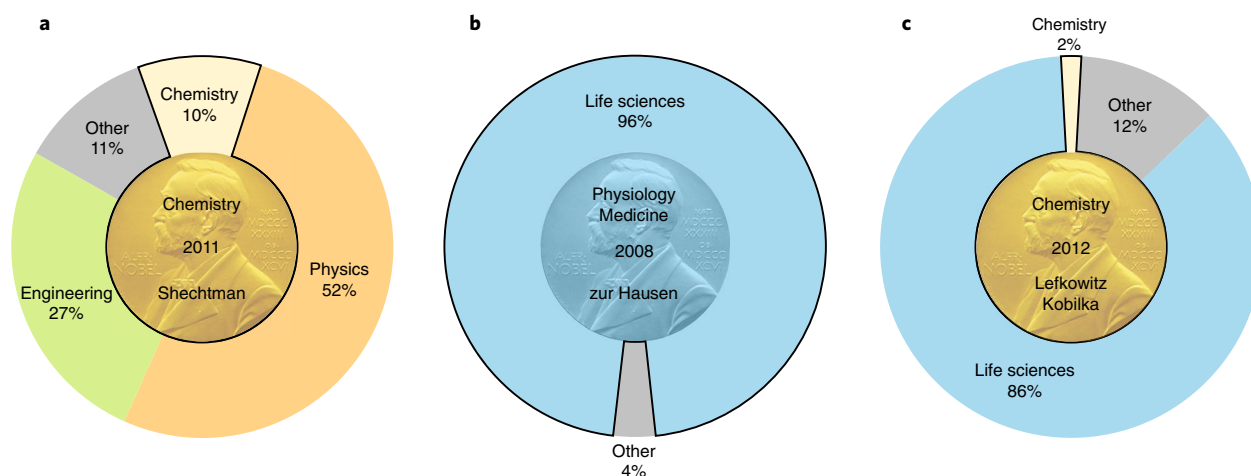 a
Chemistry
10%
Other
11%
Physics
52%
Engineering
27%
Chemistry
2011
Shechtman
b
Life sciences
96%
Physiology
Medicine
2008
zur Hausen
Other
4%
c
Chemistry
2%
Other
12%
Chemistry
2012
Lefkowitz
Kobilka
Life sciences
86%